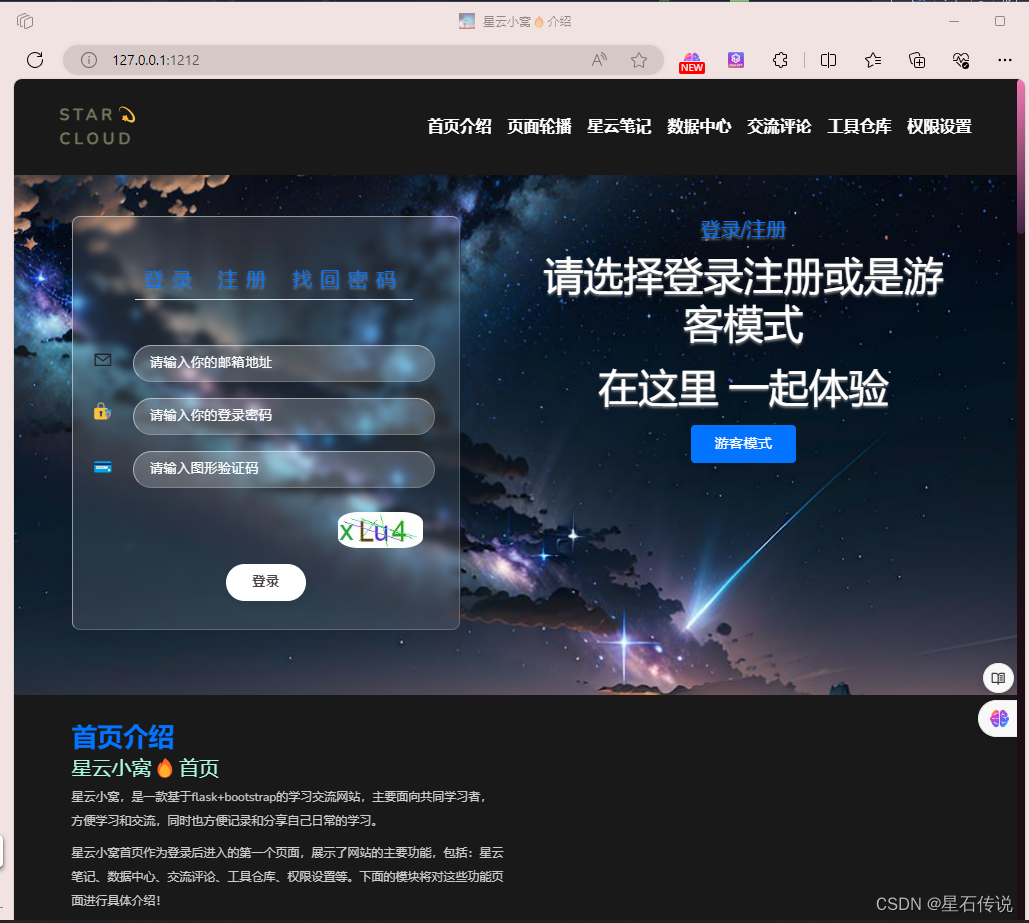 星云小窝🔥介绍
127.0.0.1:1212
NEW
STAR💫
CLOUD
首页介绍 页面轮播 星云笔记 数据中心 交流评论 工具仓库 权限设置
登录 注册 找回密码
请输入你的邮箱地址
请输入你的登录密码
请输入图形验证码
xLu4
登录
登录/注册
请选择登录注册或是游
客模式
在这里 一起体验
游客模式
首页介绍
星云小窝🔥首页
星云小窝，是一款基于flask+bootstrap的学习交流网站，主要面向共同学习者，
方便学习和交流，同时也方便记录和分享自己日常的学习。
星云小窝首页作为登录后进入的第一个页面，展示了网站的主要功能，包括：星云
笔记、数据中心、交流评论、工具仓库、权限设置等。下面的模块将对这些功能页
面进行具体介绍！
CSDN @星石传说